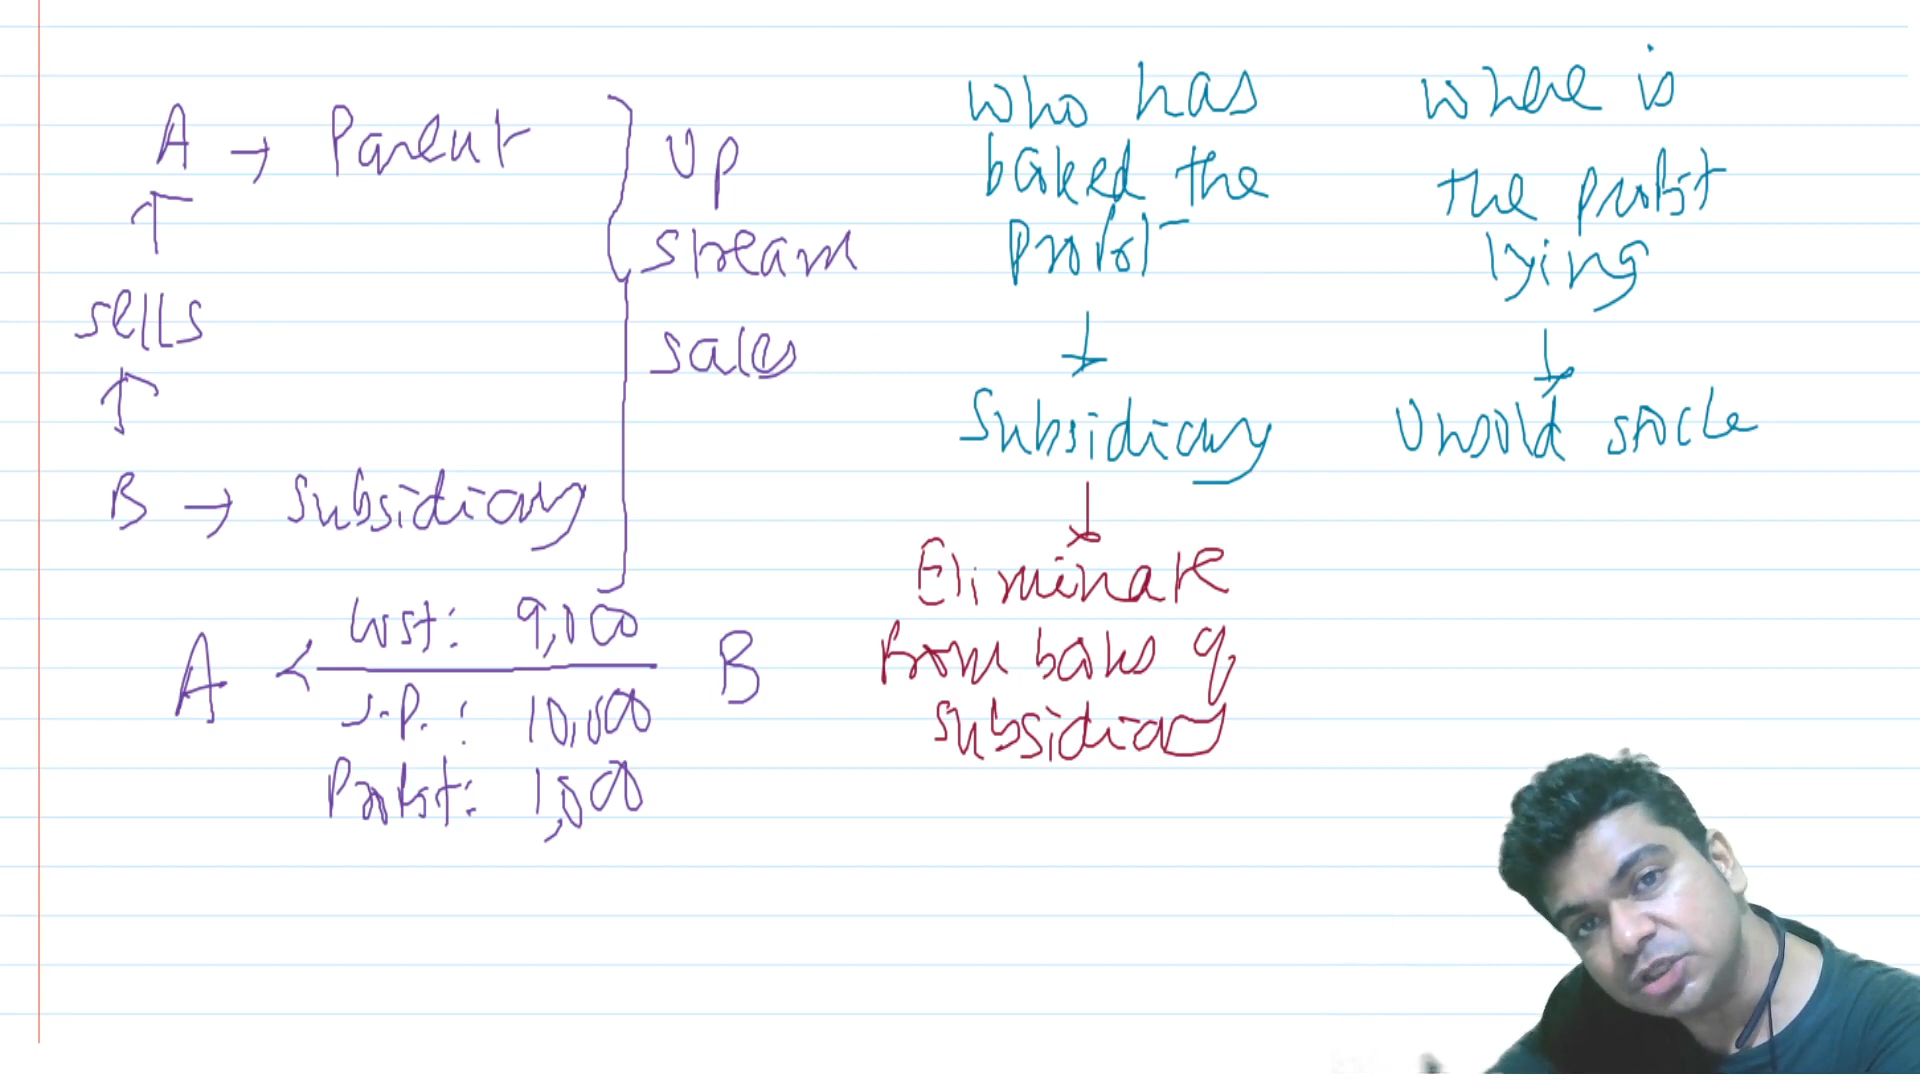 A → Parent
↑
sells
↑
B → Subsidiary
Up
stream
sales
A < Cost: 9,000 B
S.P.: 10,000
Profit: 1,000
Who has
baked the
Profit
↓
Subsidiary
↓
Eliminate
from books of
subsidiary
Where is
the profit
lying
↓
Unsold stock